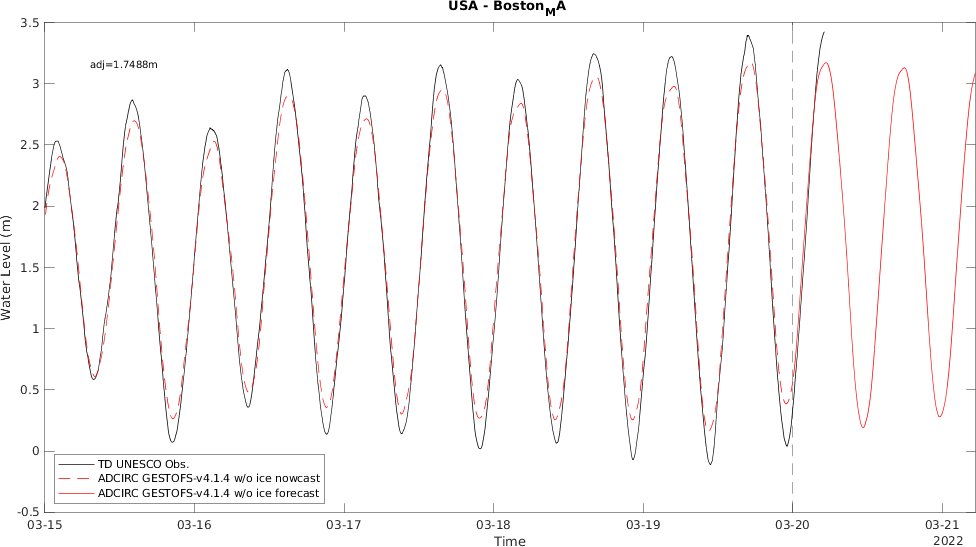 USA - Boston_MA
3.5
adj=1.7488m
3
2.5
2
Water Level (m)
1.5
1
0.5
0
TD UNESCO Obs.
ADCIRC GESTOFS-v4.1.4 w/o ice nowcast
ADCIRC GESTOFS-v4.1.4 w/o ice forecast
-0.5
03-15 03-16 03-17 03-18 03-19 03-20 03-21
Time 2022